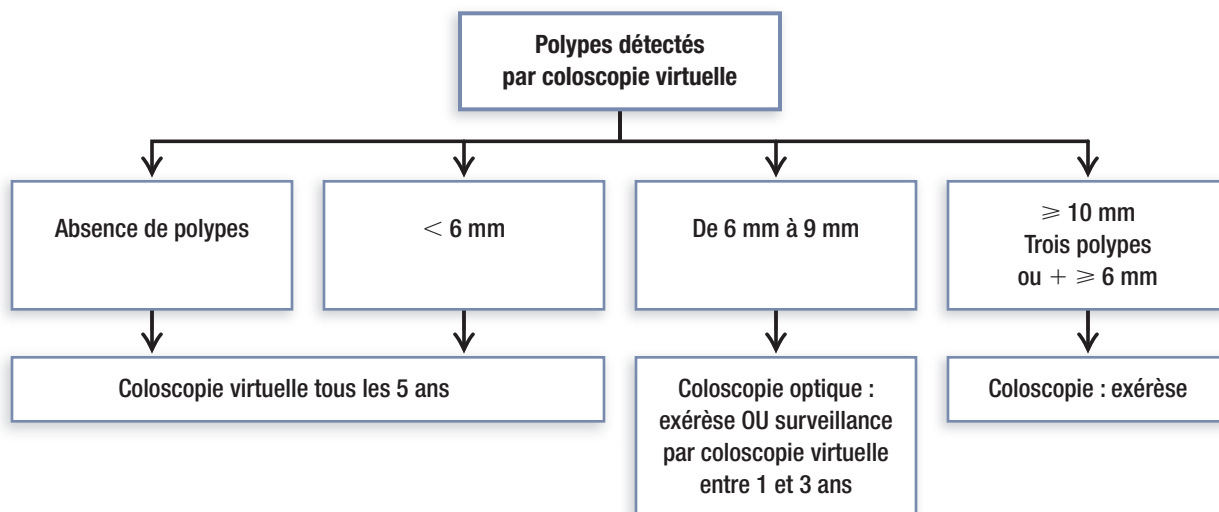 Polypes détectés
par coloscopie virtuelle
Absence de polypes
< 6 mm
De 6 mm à 9 mm
⩾ 10 mm
Trois polypes
ou + ⩾ 6 mm
Coloscopie virtuelle tous les 5 ans
Coloscopie optique :
exérèse OU surveillance
par coloscopie virtuelle
entre 1 et 3 ans
Coloscopie : exérèse